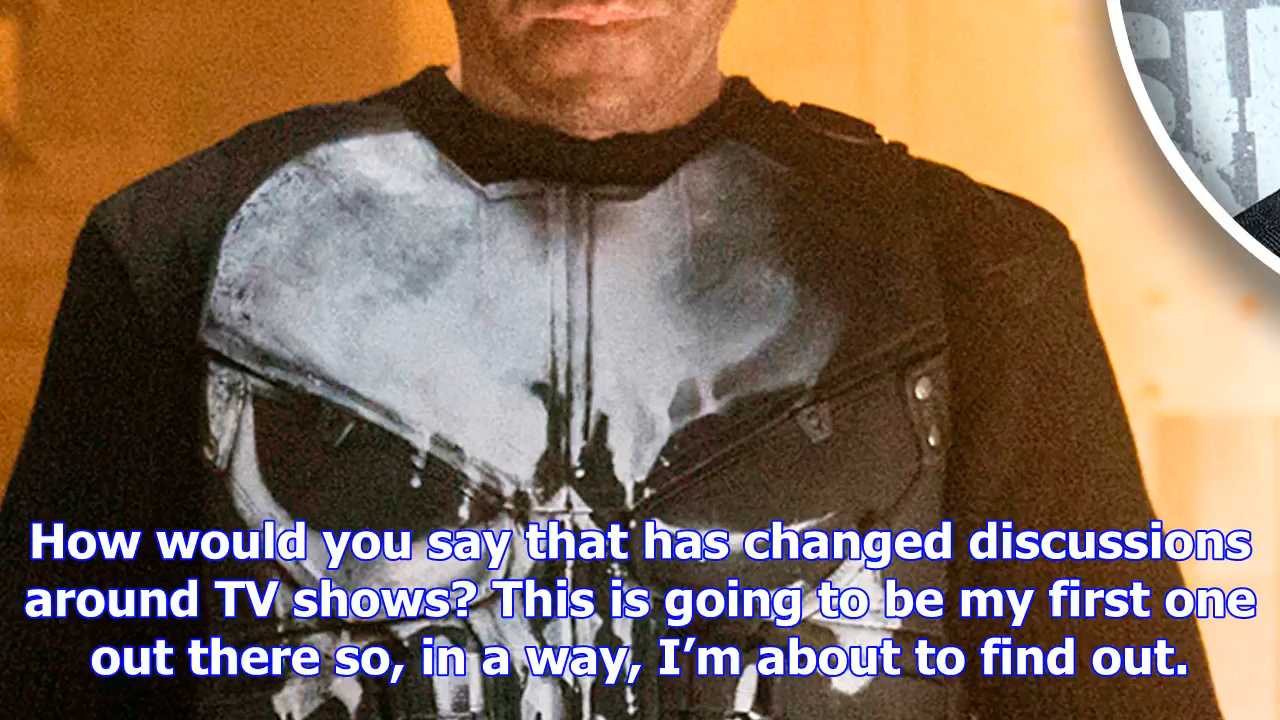 How would you say that has changed discussions
around TV shows? This is going to be my first one
out there so, in a way, I’m about to find out.